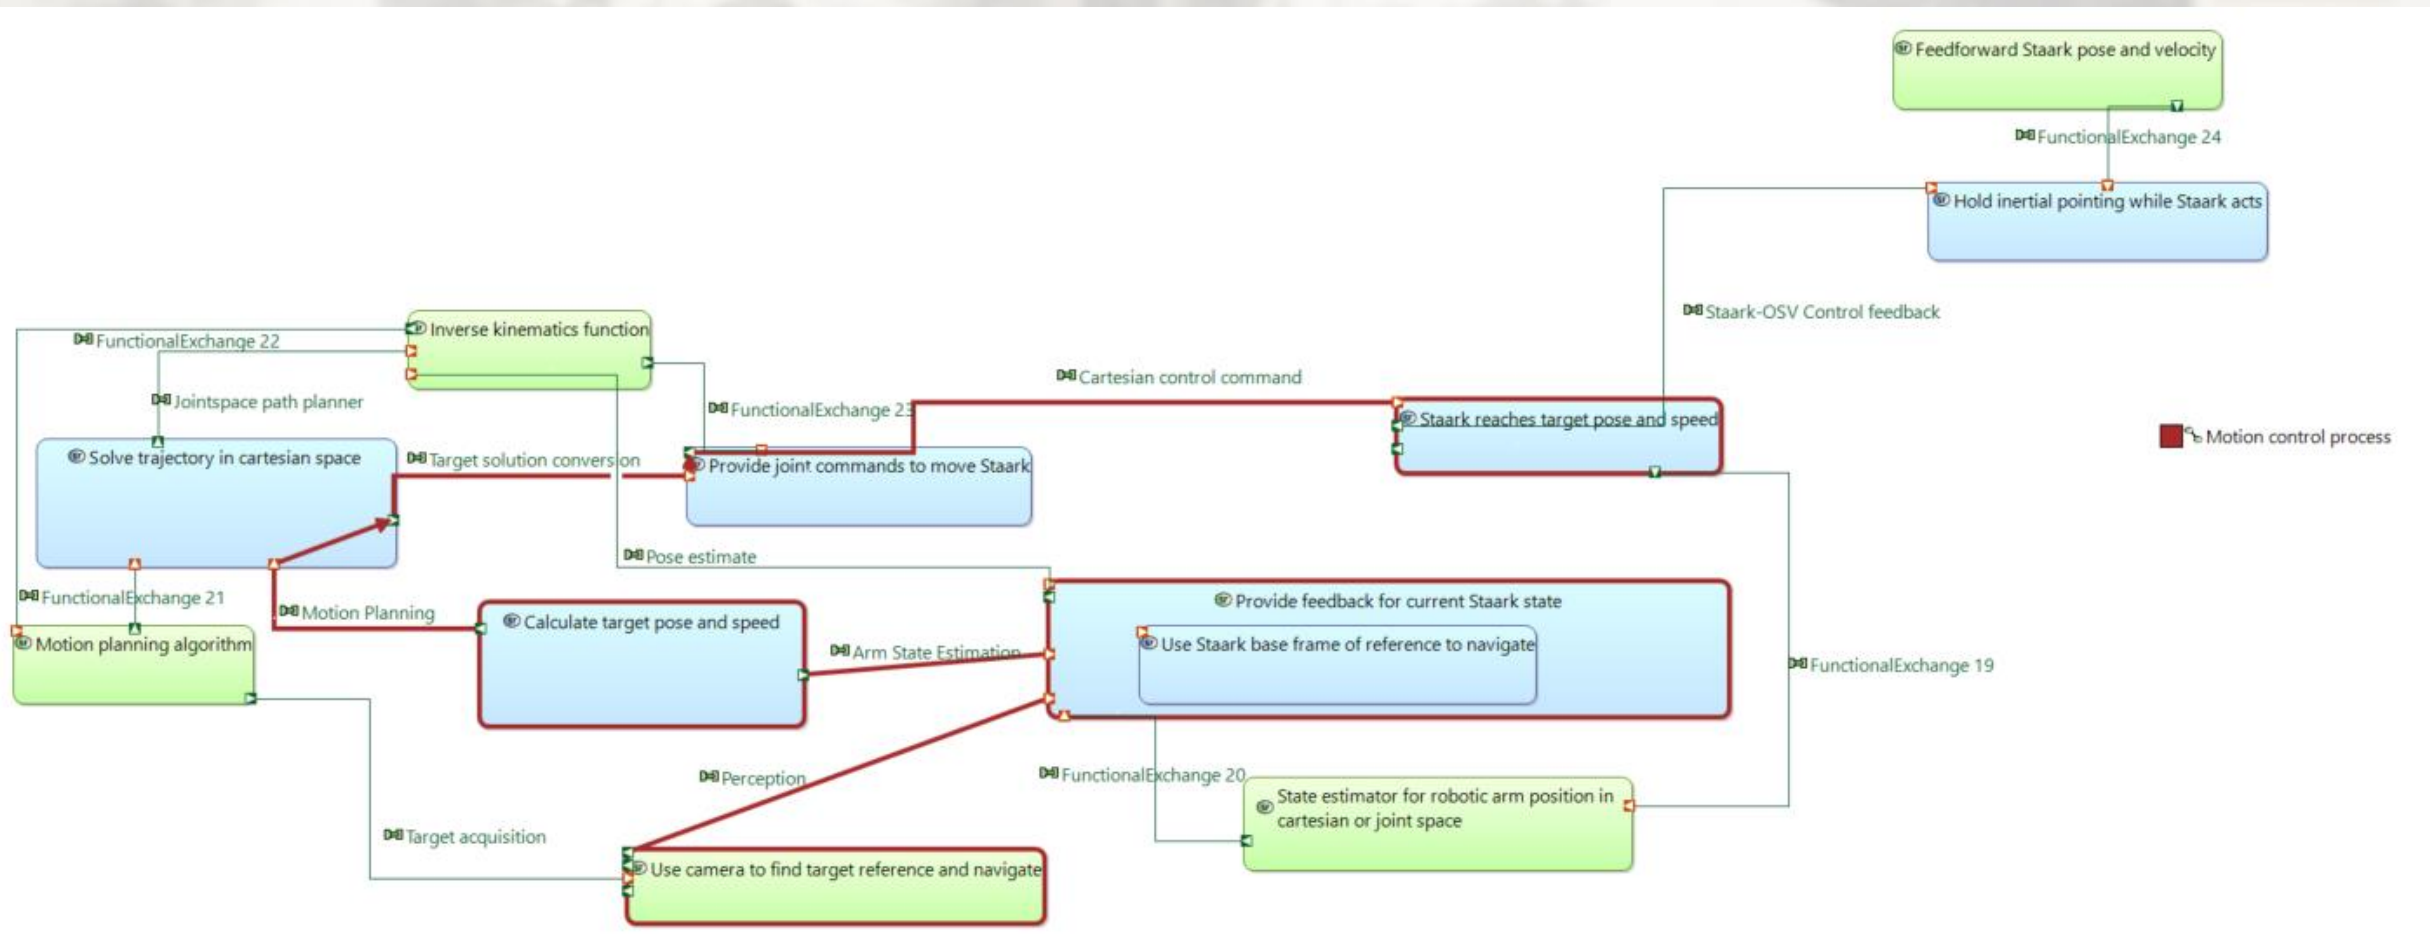 Feedforward Staark pose and velocity
FunctionalExchange 24
Hold inertial pointing while Staark acts
Staark-OSV Control feedback
Inverse kinematics function
FunctionalExchange 22
Cartesian control command
Jointspace path planner
FunctionalExchange 23
Staark reaches target pose and speed
Motion control process
Solve trajectory in cartesian space
Target solution conversion
Provide joint commands to move Staark
Pose estimate
FunctionalExchange 21
Motion Planning
Calculate target pose and speed
Provide feedback for current Staark state
Motion planning algorithm
Arm State Estimation
Use Staark base frame of reference to navigate
FunctionalExchange 19
Perception
FunctionalExchange 20
State estimator for robotic arm position in
cartesian or joint space
Target acquisition
Use camera to find target reference and navigate